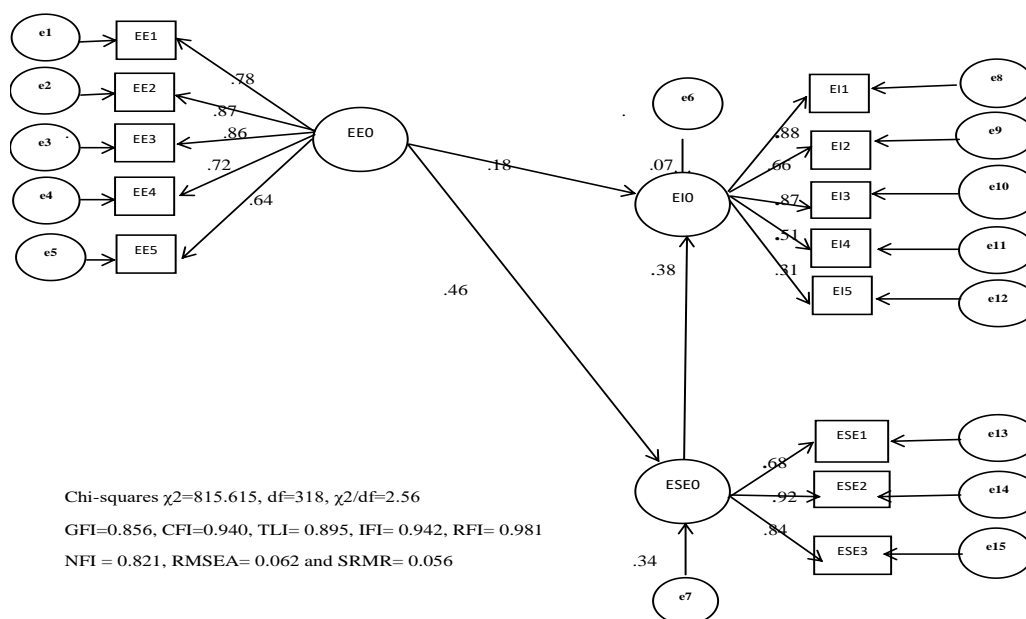 e1
EE1
e2
EE2
e3
EE3
e4
EE4
e5
EE5
.78
.87
.86
.72
.64
EE0
.18
.46
e6
.07...
EI0
.38
.88
.66
.87
.51
.31
EI1
e8
EI2
e9
EI3
e10
EI4
e11
EI5
e12
ESE0
.34
e7
.68
.92
.84
ESE1
e13
ESE2
e14
ESE3
e15
Chi-squares χ2=815.615, df=318, χ2/df=2.56
GFI=0.856, CFI=0.940, TLI= 0.895, IFI= 0.942, RFI= 0.981
NFI = 0.821, RMSEA= 0.062 and SRMR= 0.056